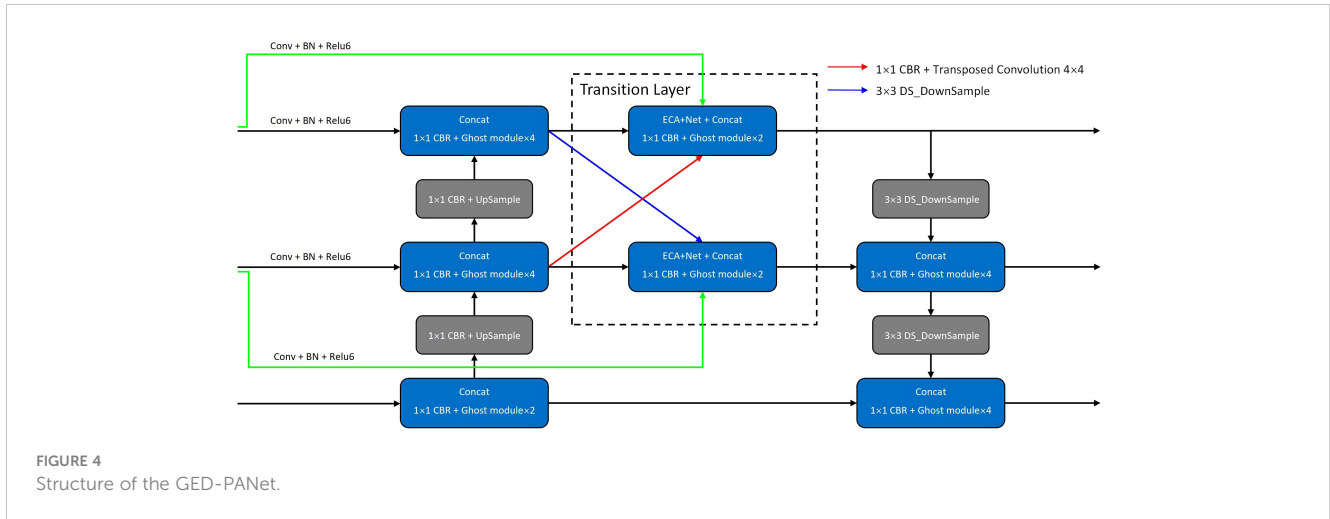 Conv + BN + Relu6
1×1 CBR + Transposed Convolution 4×4
3×3 DS_DownSample
Transition Layer
Conv + BN + Relu6
Concat
1×1 CBR + Ghost module×4
ECA+Net + Concat
1×1 CBR + Ghost module×2
1×1 CBR + UpSample
3×3 DS_DownSample
Conv + BN + Relu6
Concat
1×1 CBR + Ghost module×4
ECA+Net + Concat
1×1 CBR + Ghost module×2
Concat
1×1 CBR + Ghost module×4
1×1 CBR + UpSample
3×3 DS_DownSample
Conv + BN + Relu6
Concat
1×1 CBR + Ghost module×2
Concat
1×1 CBR + Ghost module×4
FIGURE 4
Structure of the GED-PANet.